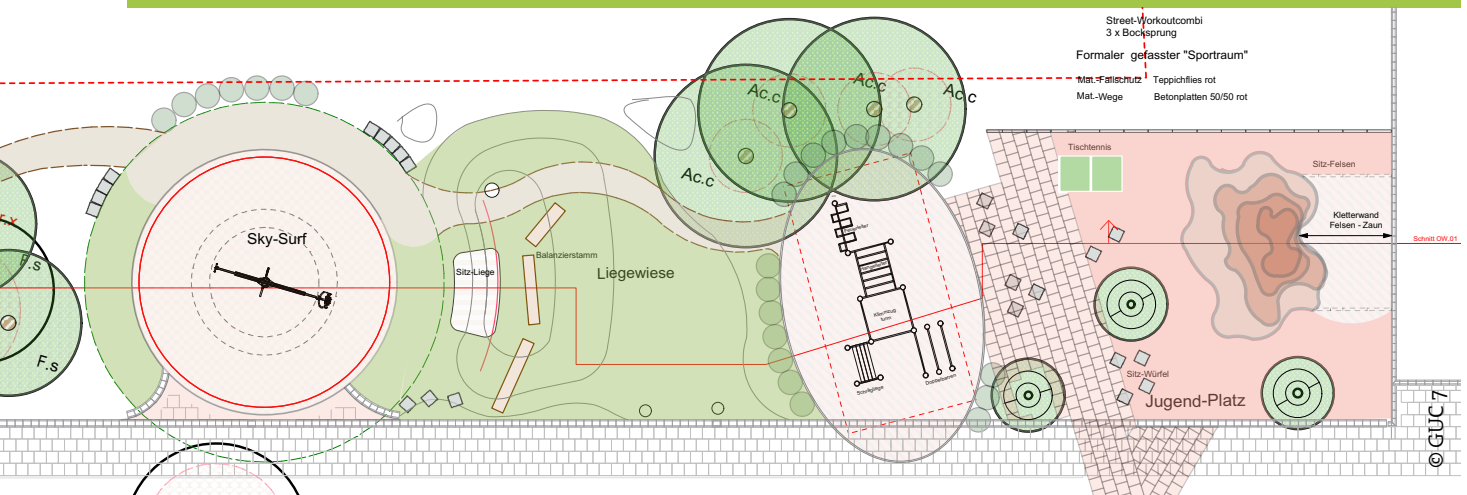 Street-Workoutcombi
3 x Bocksprung
Formaler gefasster "Sportraum"
Mat.-Fallschutz Teppichflies rot
Mat.-Wege Betonplatten 50/50 rot
Ac.c
Ac.c
Ac.c
Ac.c
Tischtennis
Sitz-Felsen
Kletterwand
Felsen - Zaun
Schnitt OW.01
Sky-Surf
Balanzierstamm
Sitz-Liege
Liegewiese
F.s
F.s
Doppelbarren
Schrägliege
Sitz-Würfel
Jugend-Platz
© GUC 7